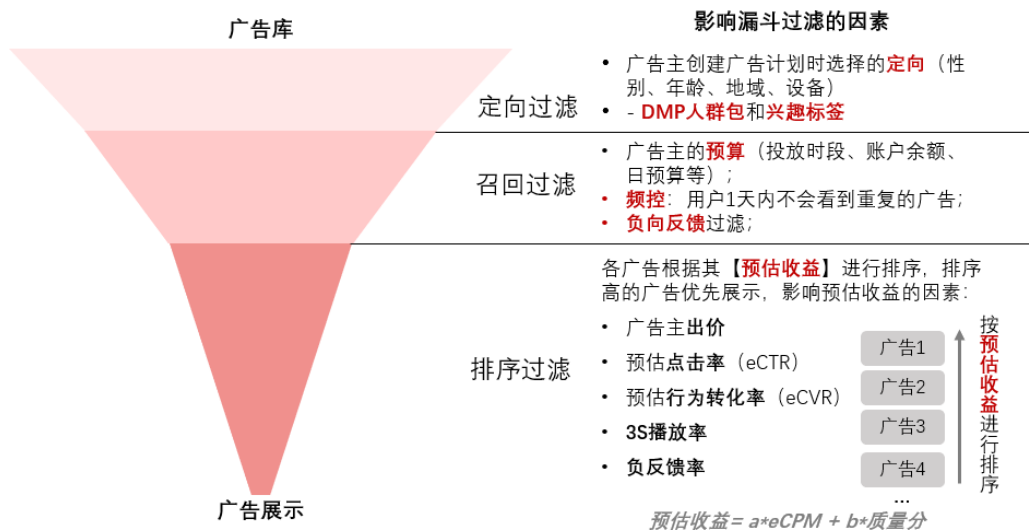 广告库
影响漏斗过滤的因素
定向过滤
• 广告主创建广告计划时选择的定向（性
别、年龄、地域、设备）
• - DMP人群包和兴趣标签
召回过滤
• 广告主的预算（投放时段、账户余额、
日预算等）;
• 频控：用户1天内不会看到重复的广告;
• 负向反馈过滤;
排序过滤
各广告根据其【预估收益】进行排序，排序
高的广告优先展示，影响预估收益的因素：
• 广告主出价
• 预估点击率（eCTR）
• 预估行为转化率（eCVR）
• 3S播放率
• 负反馈率
广告1
广告2
广告3
广告4
...
按预估收益进行排序
广告展示
预估收益= a*eCPM + b*质量分